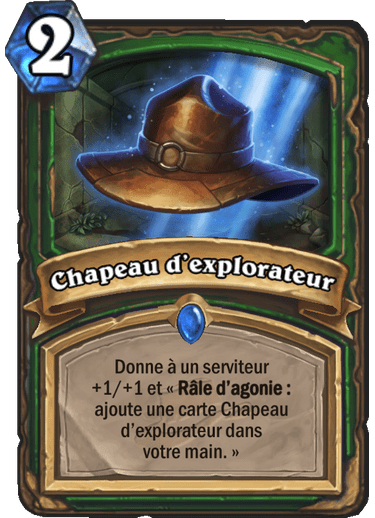 2
Chapeau d'explorateur
Donne à un serviteur
+1/+1 et « Râle d'agonie :
ajoute une carte Chapeau
d'explorateur dans
votre main. »